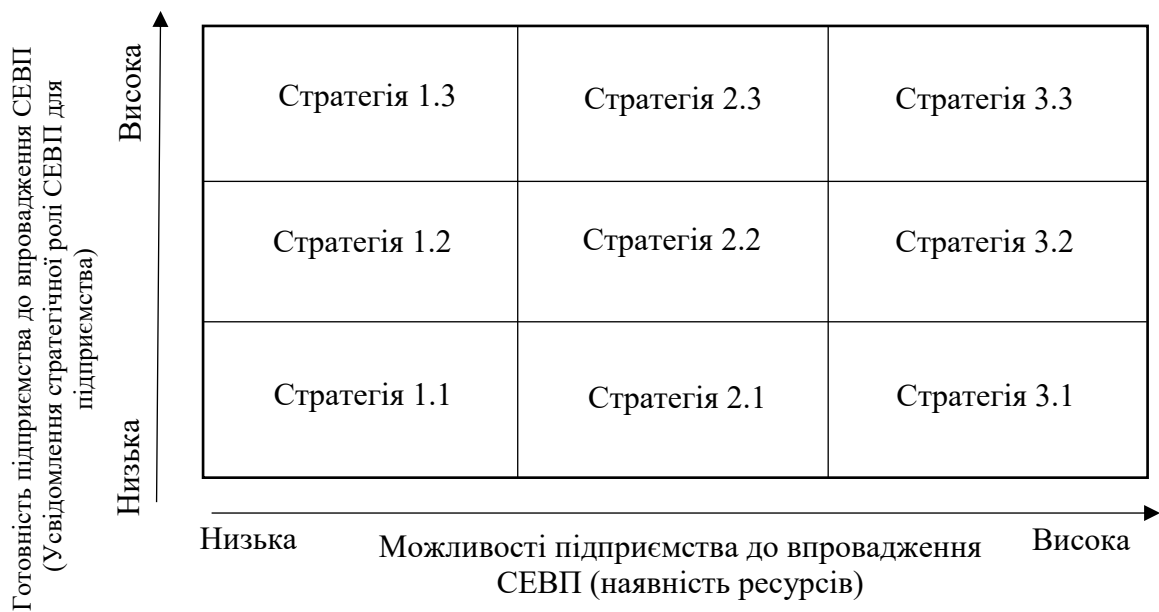 Готовність підприємства до впровадження СЕВП
(Усвідомлення стратегічної ролі СЕВП для
підприємства)
Висока
Низька
Стратегія 1.3
Стратегія 2.3
Стратегія 3.3
Стратегія 1.2
Стратегія 2.2
Стратегія 3.2
Стратегія 1.1
Стратегія 2.1
Стратегія 3.1
Низька
Можливості підприємства до впровадження
СЕВП (наявність ресурсів)
Висока